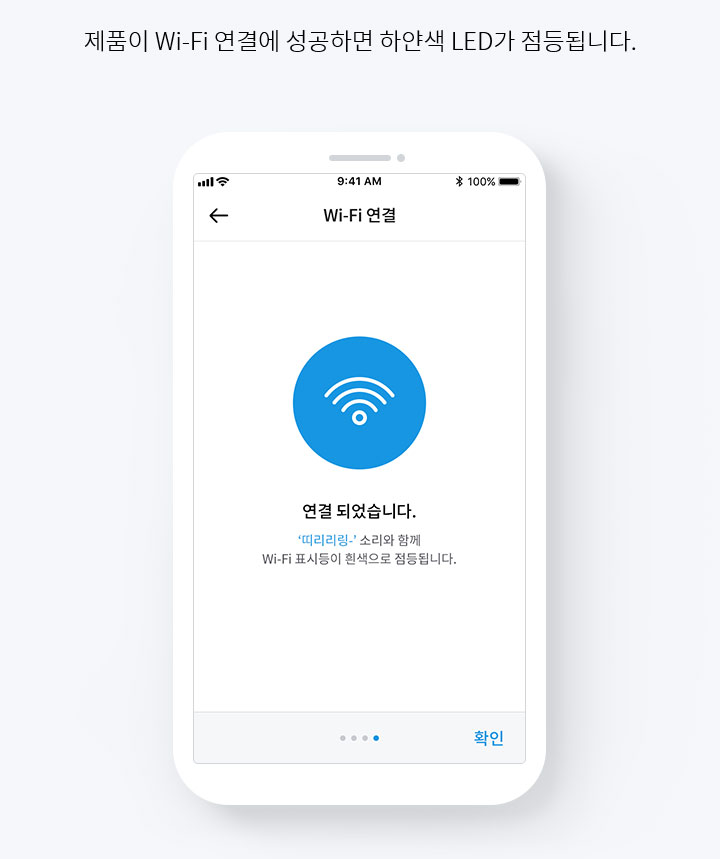 제품이 Wi-Fi 연결에 성공하면 하얀색 LED가 점등됩니다.
9:41 AM
100%
Wi-Fi 연결
연결 되었습니다.
‘띠리리링-’ 소리와 함께
Wi-Fi 표시등이 흰색으로 점등됩니다.
확인